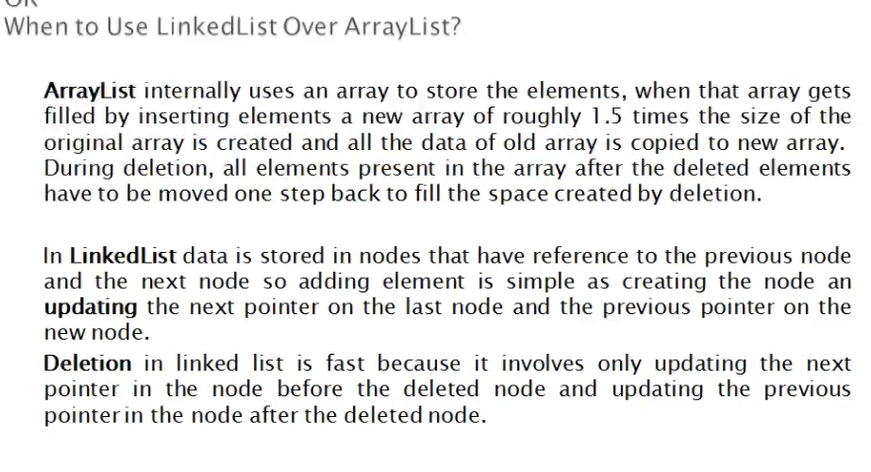 OR
When to Use LinkedList Over ArrayList?
ArrayList internally uses an array to store the elements, when that array gets
filled by inserting elements a new array of roughly 1.5 times the size of the
original array is created and all the data of old array is copied to new array.
During deletion, all elements present in the array after the deleted elements
have to be moved one step back to fill the space created by deletion.
In LinkedList data is stored in nodes that have reference to the previous node
and the next node so adding element is simple as creating the node an
updating the next pointer on the last node and the previous pointer on the
new node.
Deletion in linked list is fast because it involves only updating the next
pointer in the node before the deleted node and updating the previous
pointer in the node after the deleted node.